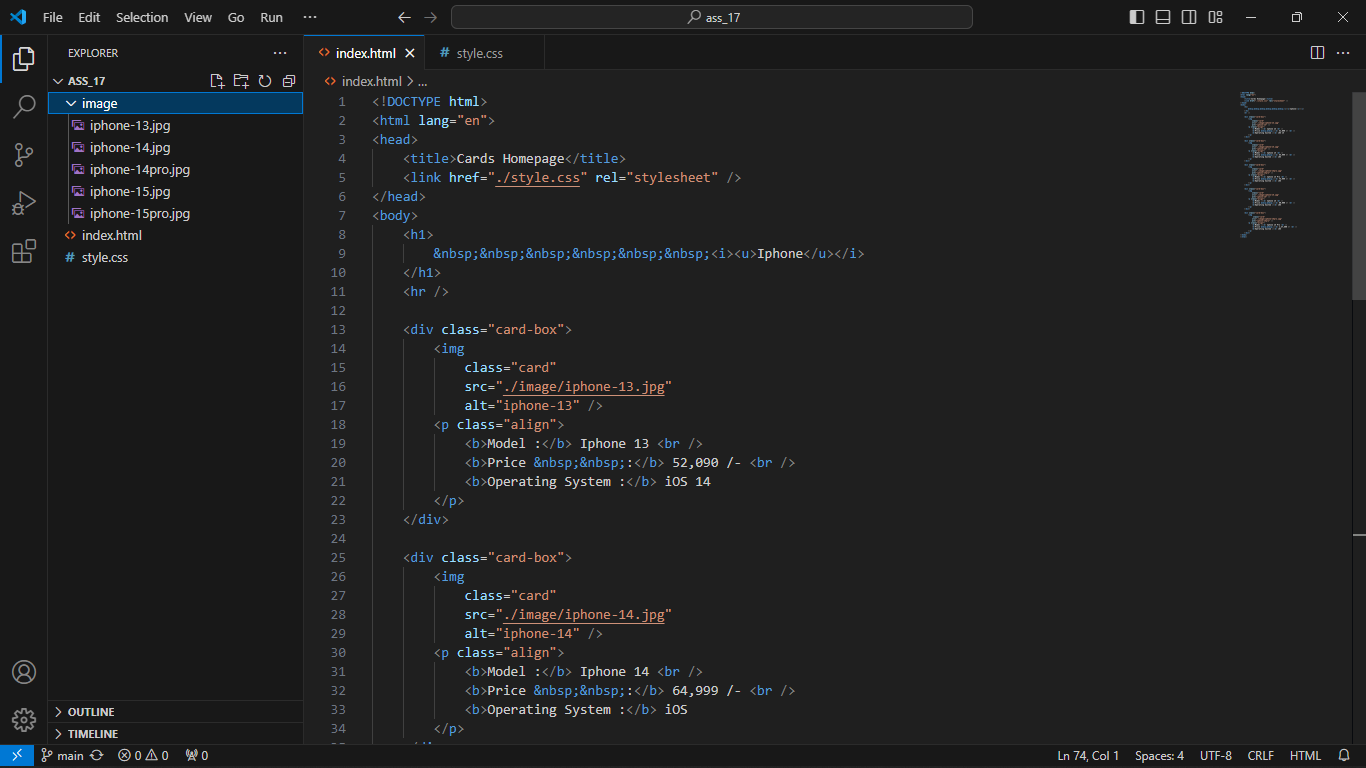 File Edit Selection View Go Run ···
ass_17
EXPLORER ···
ASS_17
image
iphone-13.jpg
iphone-14.jpg
iphone-14pro.jpg
iphone-15.jpg
iphone-15pro.jpg
index.html
# style.css
OUTLINE
TIMELINE
<> index.html
# style.css
<> index.html > ...
1 <!DOCTYPE html>
2 <html lang="en">
3 <head>
4 <title>Cards Homepage</title>
5 <link href="./style.css" rel="stylesheet" />
6 </head>
7 <body>
8 <h1>
9 &nbsp;&nbsp;&nbsp;&nbsp;&nbsp;&nbsp;<i><u>Iphone</u></i>
10 </h1>
11 <hr />
12
13 <div class="card-box">
14 <img
15 class="card"
16 src="./image/iphone-13.jpg"
17 alt="iphone-13" />
18 <p class="align">
19 <b>Model :</b> Iphone 13 <br />
20 <b>Price &nbsp;&nbsp;:</b> 52,090 /- <br />
21 <b>Operating System :</b> iOS 14
22 </p>
23 </div>
24
25 <div class="card-box">
26 <img
27 class="card"
28 src="./image/iphone-14.jpg"
29 alt="iphone-14" />
30 <p class="align">
31 <b>Model :</b> Iphone 14 <br />
32 <b>Price &nbsp;&nbsp;:</b> 64,999 /- <br />
33 <b>Operating System :</b> iOS
34 </p>
main 0 0 0 Ln 74, Col 1 Spaces: 4 UTF-8 CRLF HTML